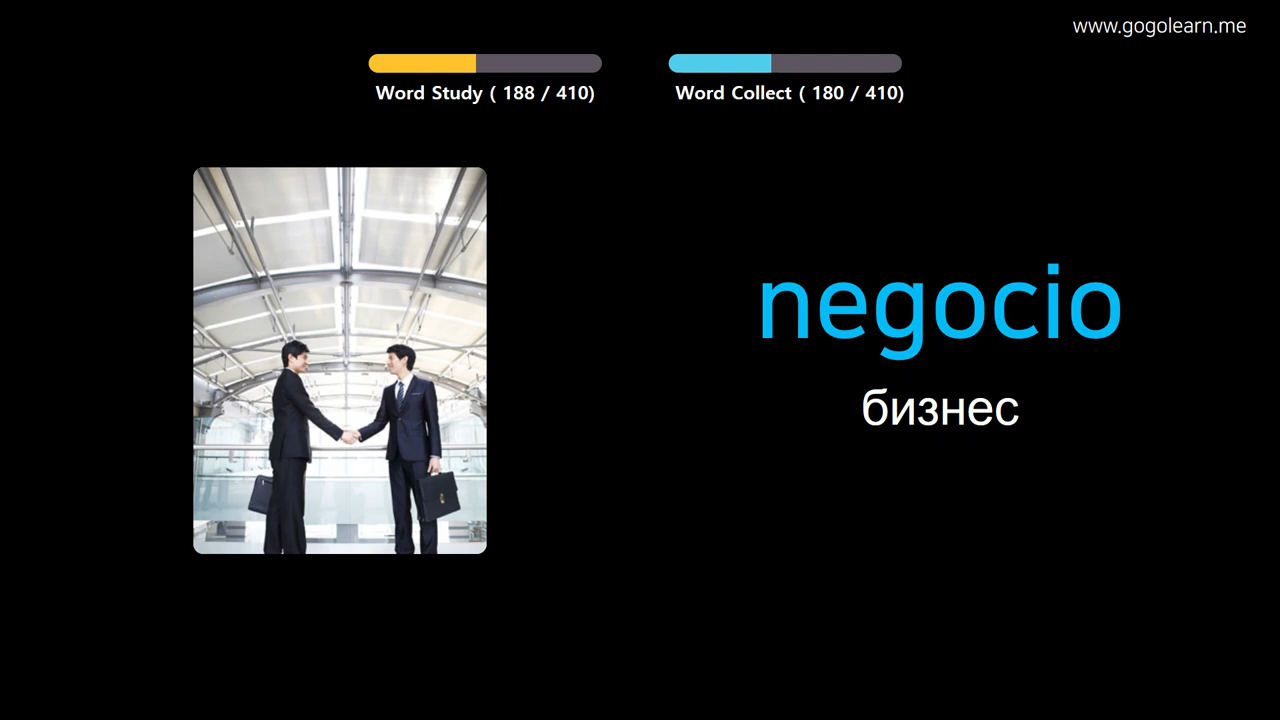 www.gogolearn.me
Word Study ( 188 / 410)
Word Collect ( 180 / 410)
negocio
бизнес